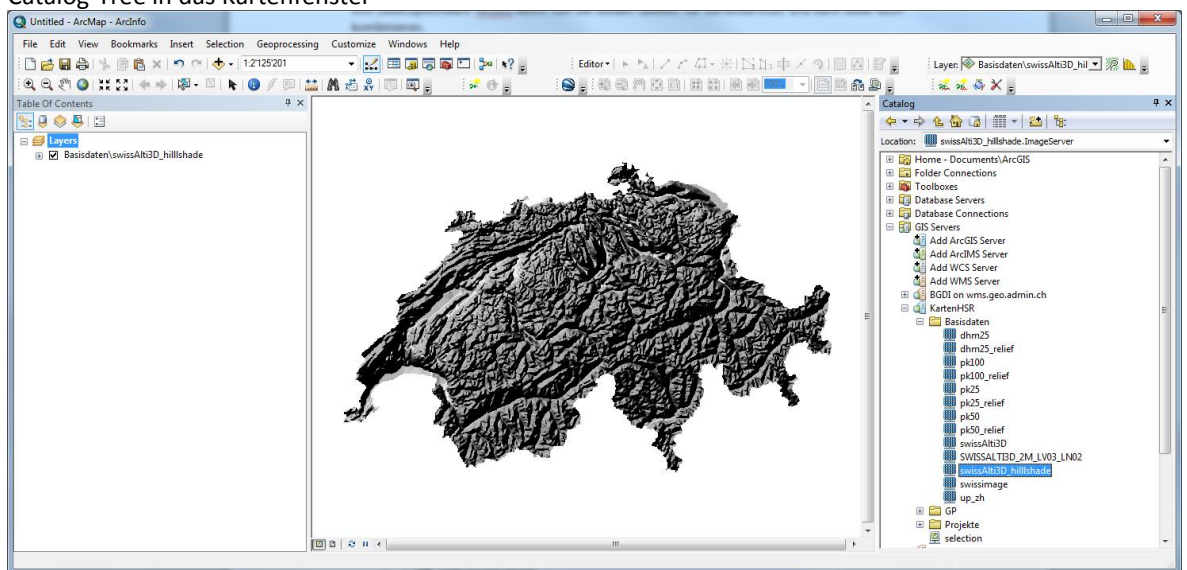 Catalog-Tree in das Kartenfenster
kombinieren.
Untitled - ArcMap - ArcInfo
File Edit View Bookmarks Insert Selection Geoprocessing Customize Windows Help
1:2'125'201
Editor
Layer: Basisdaten\swissAlti3D_hil
100%
Table Of Contents
Layers
Basisdaten\swissAlti3D_hilllshade
Catalog
Location: swissAlti3D_hillshade.ImageServer
Home - Documents\ArcGIS
Folder Connections
Toolboxes
Database Servers
Database Connections
GIS Servers
Add ArcGIS Server
Add ArcIMS Server
Add WCS Server
Add WMS Server
BGDI on wms.geo.admin.ch
KartenHSR
Basisdaten
dhm25
dhm25_relief
pk100
pk100_relief
pk25
pk25_relief
pk50
pk50_relief
swissAlti3D
SWISSALTI3D_2M_LV03_LN02
swissAlti3D_hilllshade
swissimage
up_zh
GP
Projekte
selection